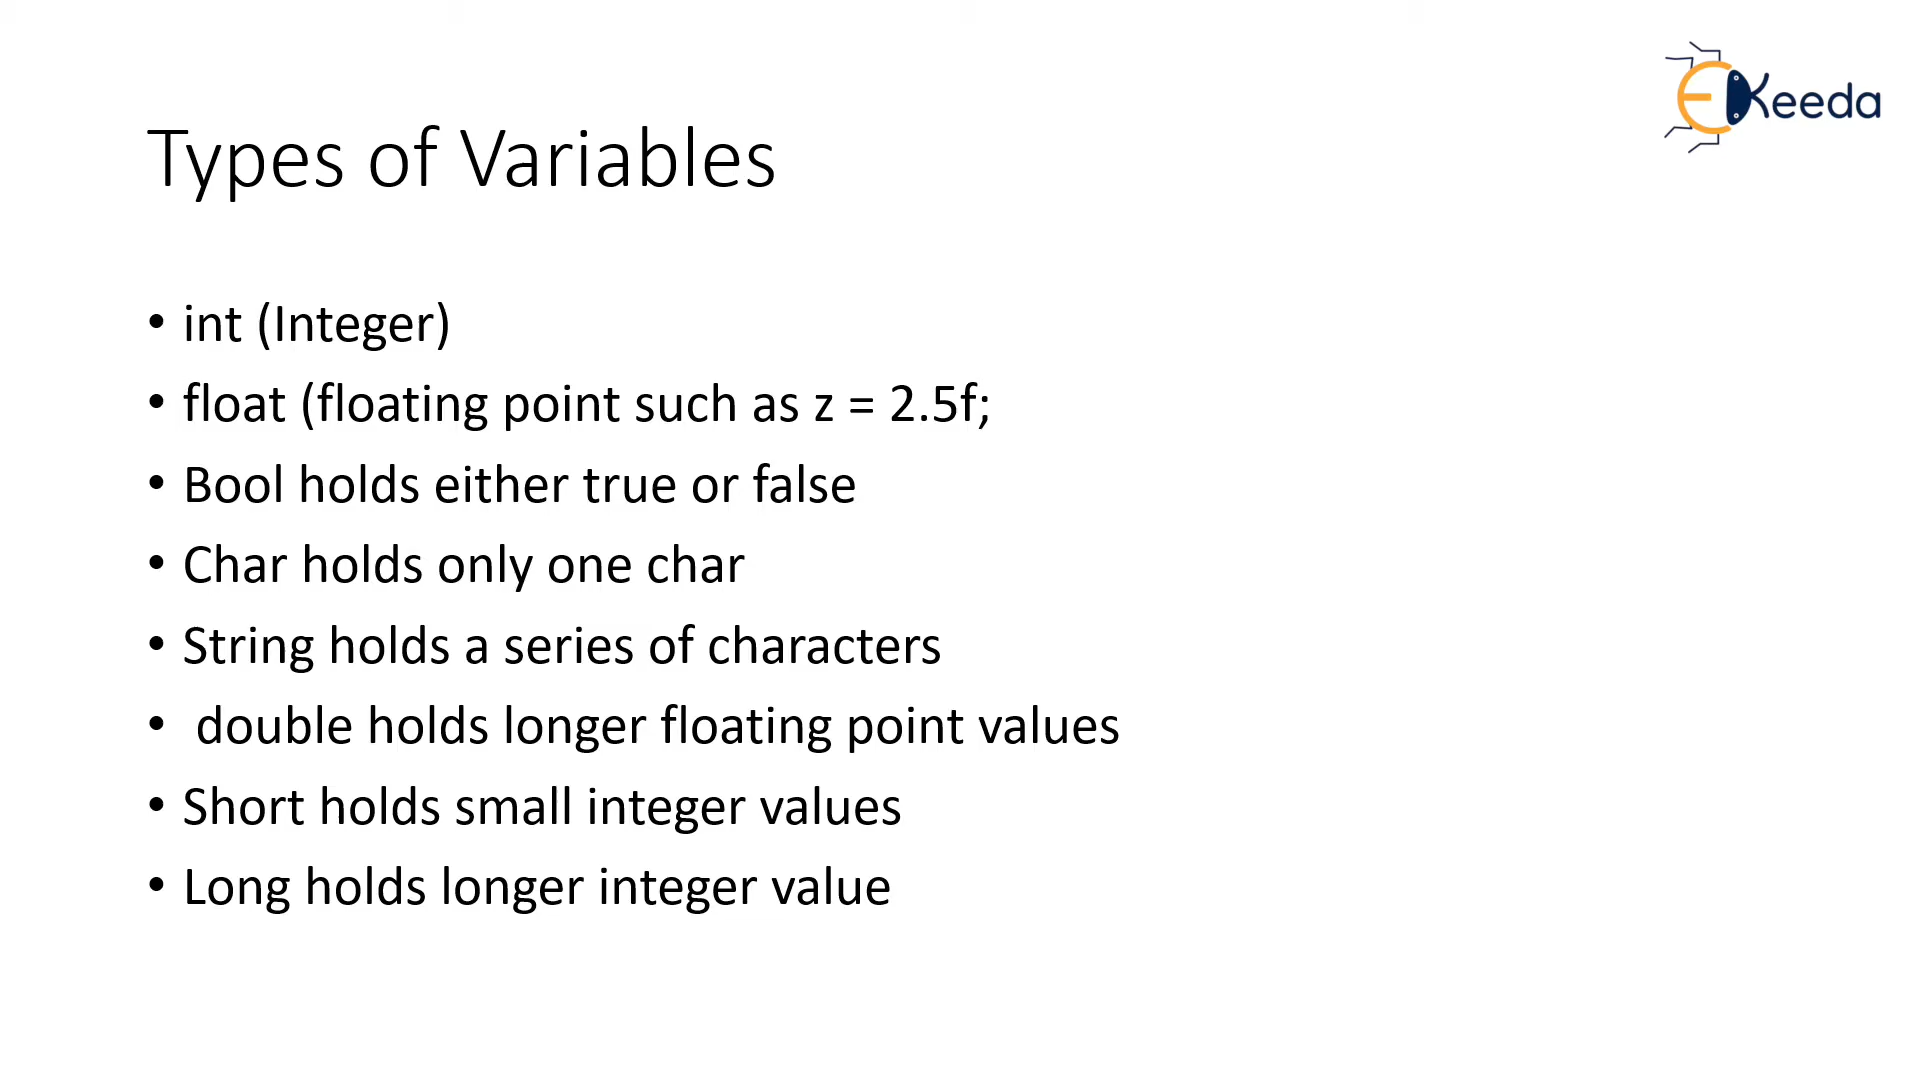 EKeeda
Types of Variables
• int (Integer)
• float (floating point such as z = 2.5f;
• Bool holds either true or false
• Char holds only one char
• String holds a series of characters
• double holds longer floating point values
• Short holds small integer values
• Long holds longer integer value